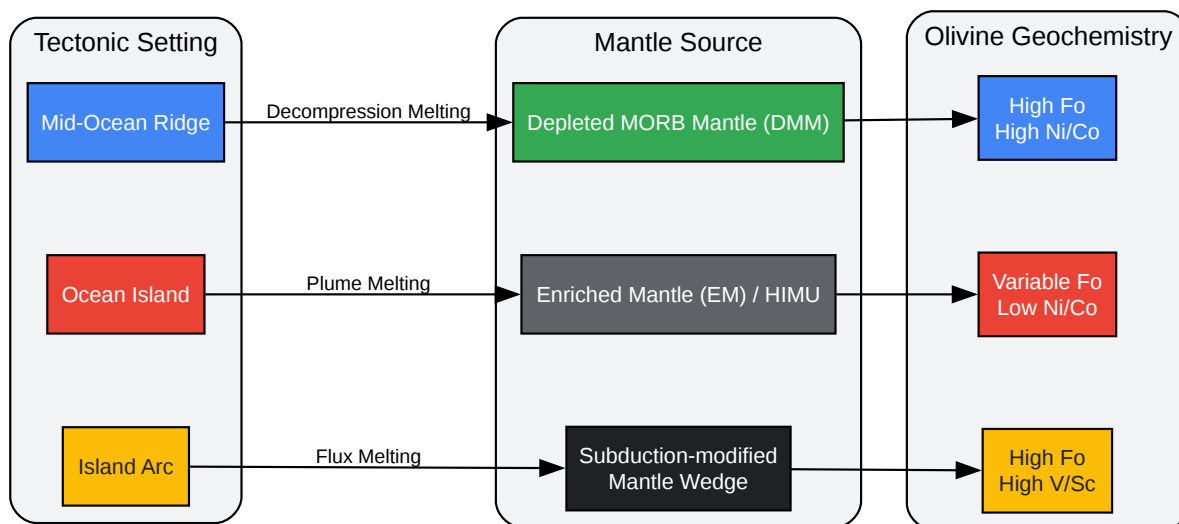 Tectonic Setting
Mantle Source
Olivine Geochemistry
Mid-Ocean Ridge
Decompression Melting
Depleted MORB Mantle (DMM)
High Fo
High Ni/Co
Ocean Island
Plume Melting
Enriched Mantle (EM) / HIMU
Variable Fo
Low Ni/Co
Island Arc
Flux Melting
Subduction-modified
Mantle Wedge
High Fo
High V/Sc